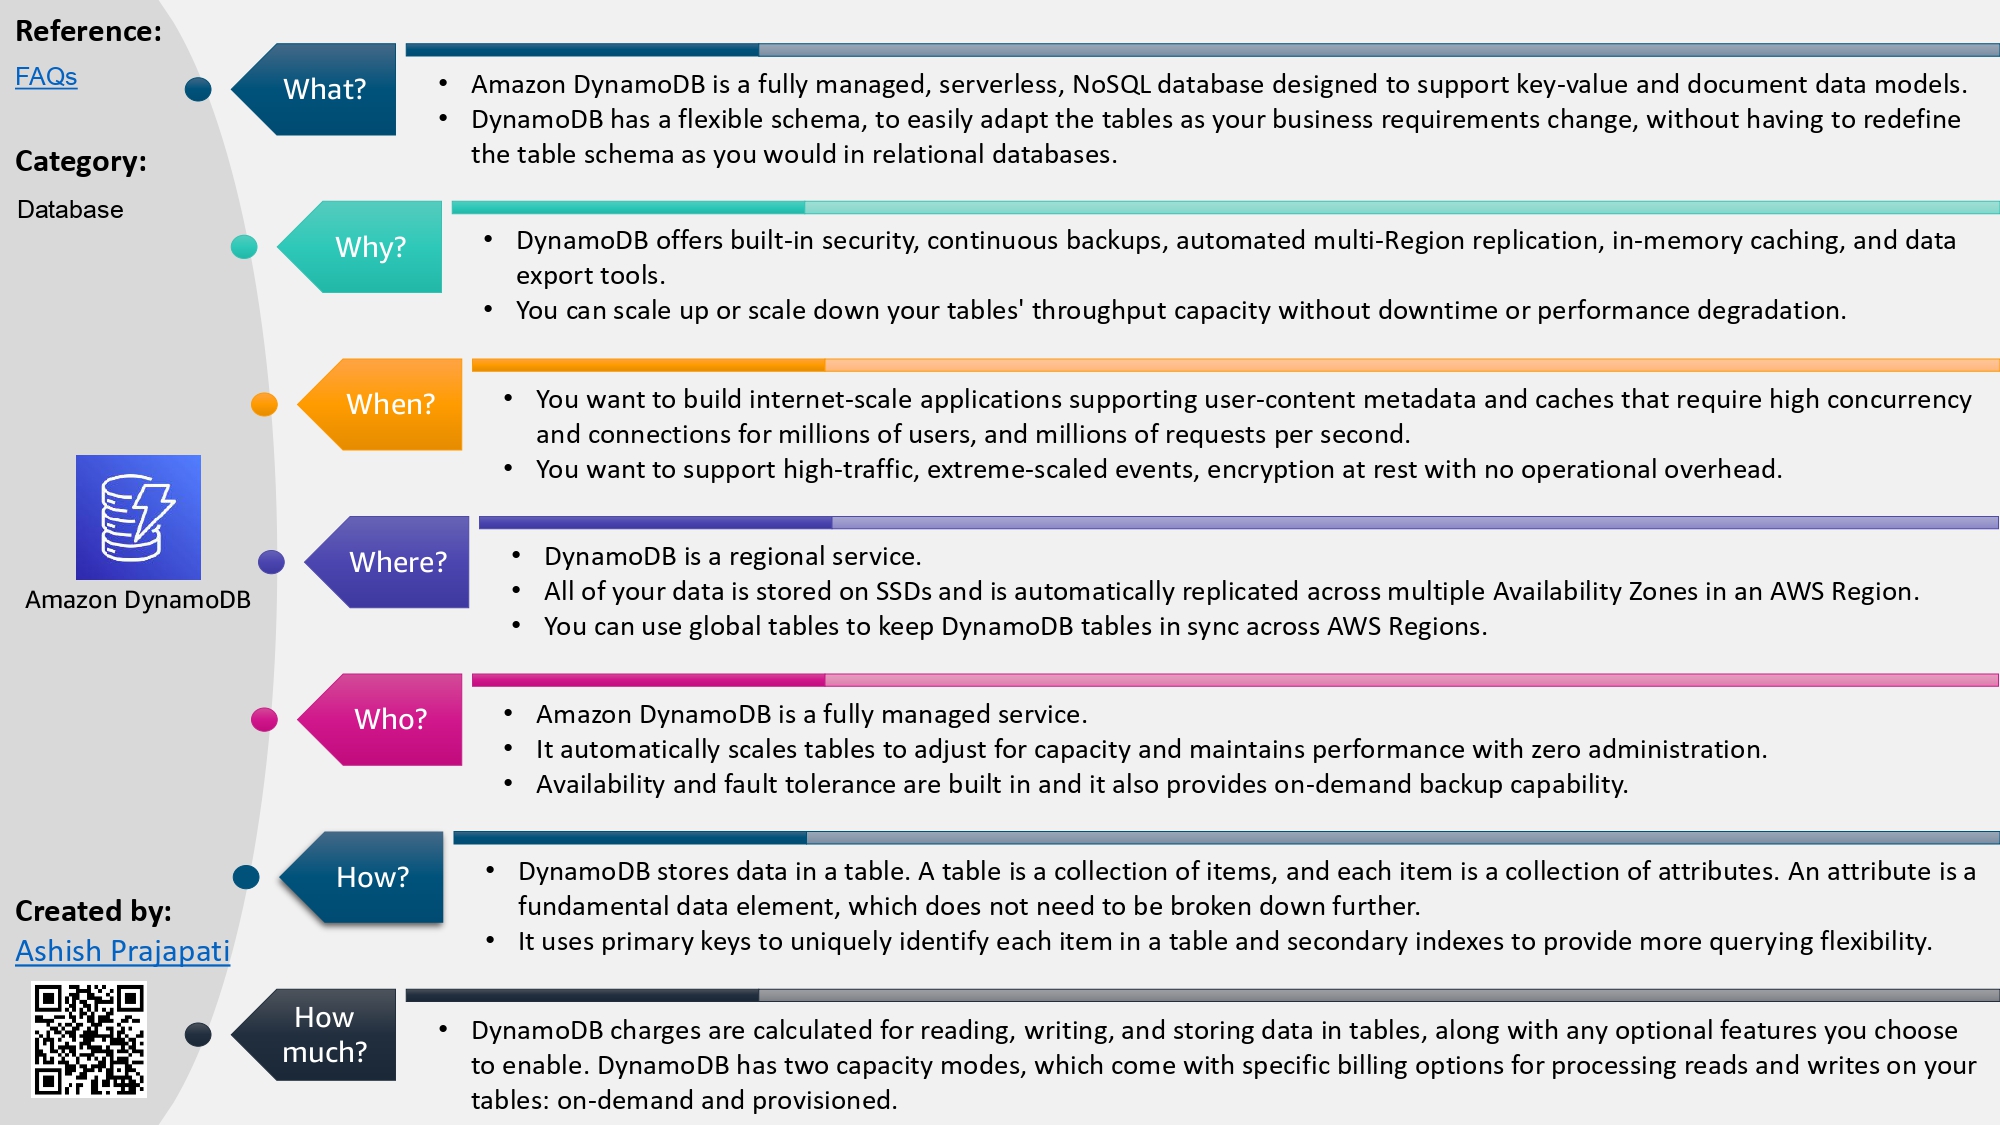 Reference:
FAQs
Category:
Database
Amazon DynamoDB
Created by:
Ashish Prajapati
What?
• Amazon DynamoDB is a fully managed, serverless, NoSQL database designed to support key-value and document data models.
• DynamoDB has a flexible schema, to easily adapt the tables as your business requirements change, without having to redefine
the table schema as you would in relational databases.
Why?
• DynamoDB offers built-in security, continuous backups, automated multi-Region replication, in-memory caching, and data
export tools.
• You can scale up or scale down your tables' throughput capacity without downtime or performance degradation.
When?
• You want to build internet-scale applications supporting user-content metadata and caches that require high concurrency
and connections for millions of users, and millions of requests per second.
• You want to support high-traffic, extreme-scaled events, encryption at rest with no operational overhead.
Where?
• DynamoDB is a regional service.
• All of your data is stored on SSDs and is automatically replicated across multiple Availability Zones in an AWS Region.
• You can use global tables to keep DynamoDB tables in sync across AWS Regions.
Who?
• Amazon DynamoDB is a fully managed service.
• It automatically scales tables to adjust for capacity and maintains performance with zero administration.
• Availability and fault tolerance are built in and it also provides on-demand backup capability.
How?
• DynamoDB stores data in a table. A table is a collection of items, and each item is a collection of attributes. An attribute is a
fundamental data element, which does not need to be broken down further.
• It uses primary keys to uniquely identify each item in a table and secondary indexes to provide more querying flexibility.
How
much?
• DynamoDB charges are calculated for reading, writing, and storing data in tables, along with any optional features you choose
to enable. DynamoDB has two capacity modes, which come with specific billing options for processing reads and writes on your
tables: on-demand and provisioned.